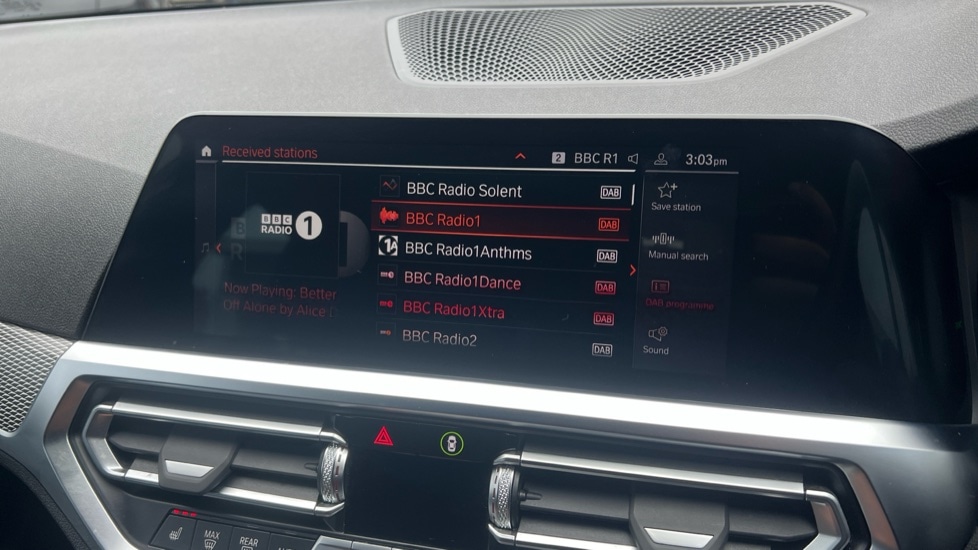 Received stations
2 BBC R1
3:03pm
BBC
RADIO 1
Now Playing: Better
Off Alone by Alice
BBC Radio Solent DAB
BBC Radio1 DAB
BBC Radio1Anthms DAB
BBC Radio1Dance DAB
BBC Radio1Xtra DAB
BBC Radio2 DAB
Save station
Manual search
DAB programme
Sound
MAX
REAR